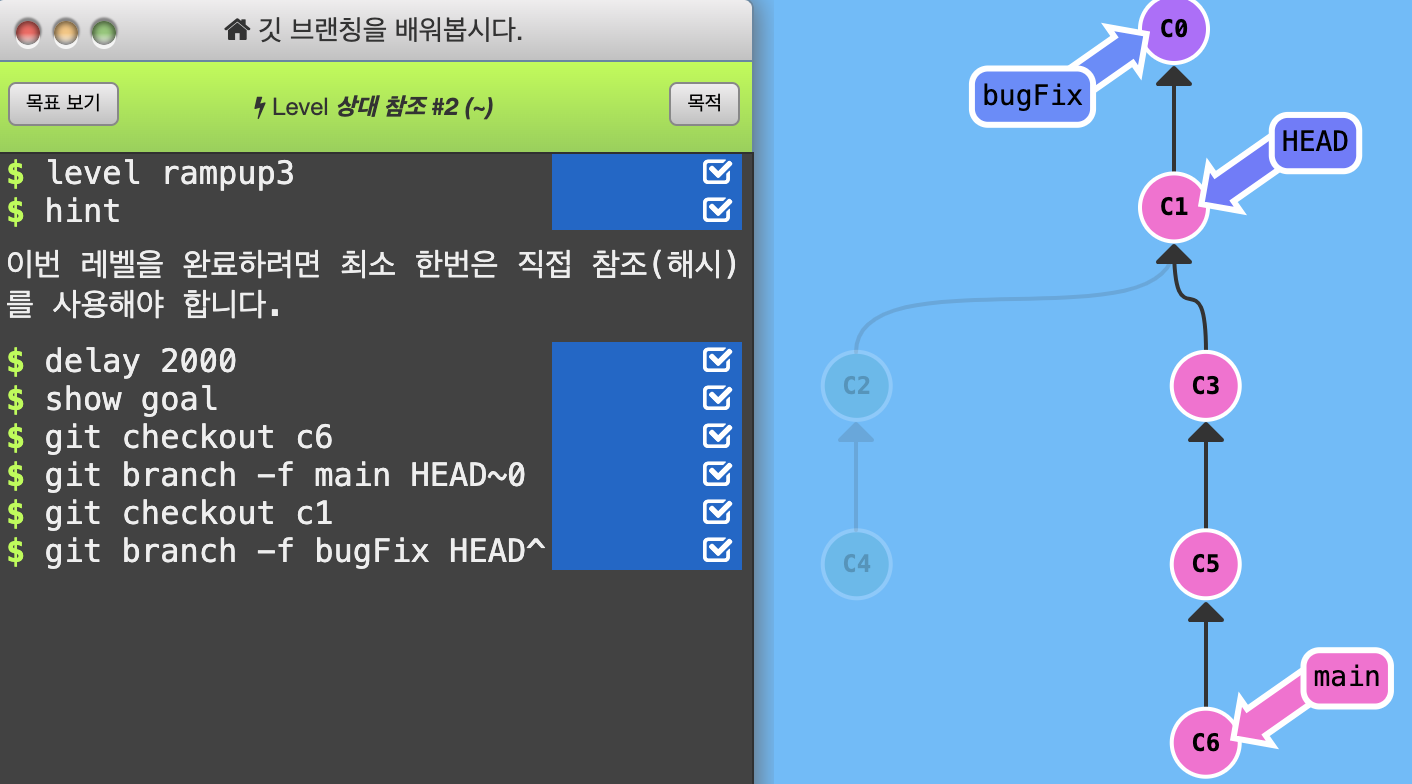 깃 브랜칭을 배워봅시다.
목표 보기
Level 상대 참조 #2 (~)
목적
$ level rampup3
$ hint
이번 레벨을 완료하려면 최소 한번은 직접 참조(해시)
를 사용해야 합니다.
$ delay 2000
$ show goal
$ git checkout c6
$ git branch -f main HEAD~0
$ git checkout c1
$ git branch -f bugFix HEAD^
C0
bugFix
HEAD
C1
C2
C3
C4
C5
main
C6